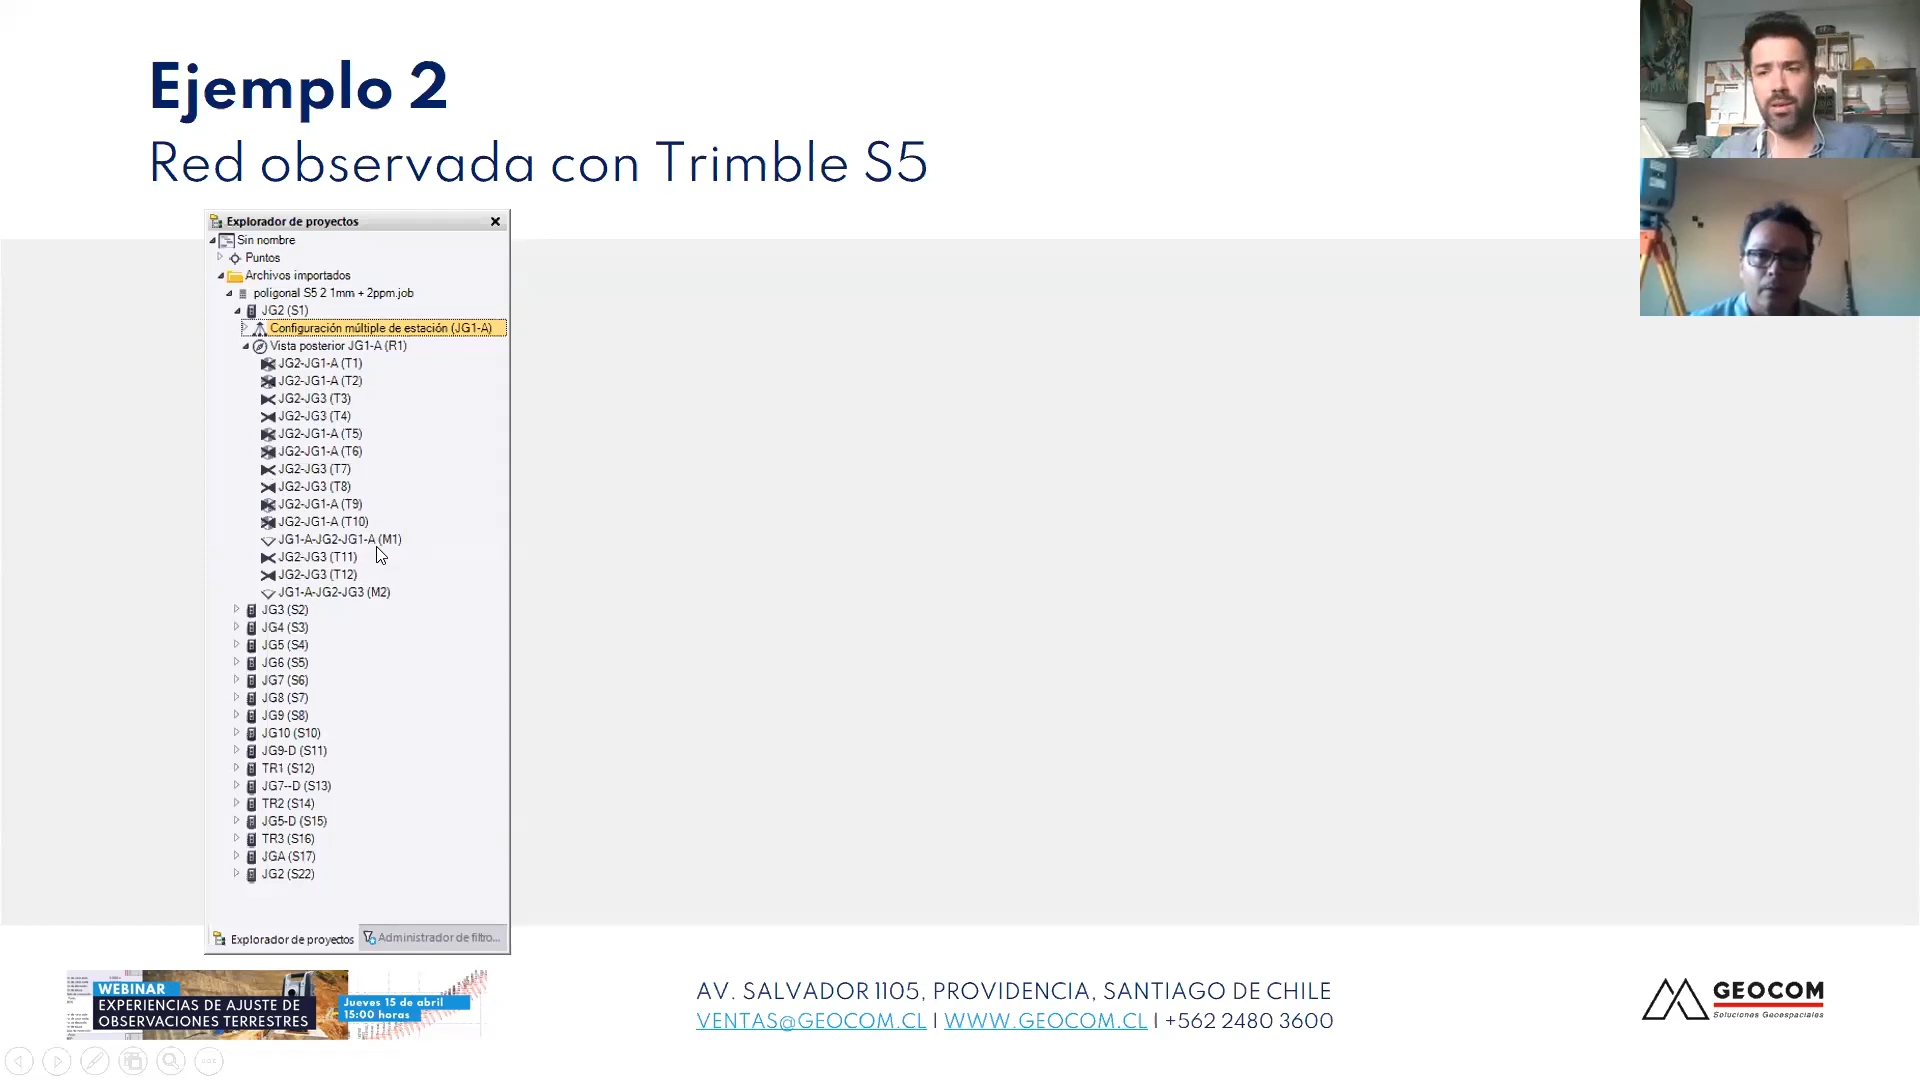 Ejemplo 2
Red observada con Trimble S5
Explorador de proyectos
Sin nombre
Puntos
Archivos importados
poligonal S5 2 1mm + 2ppm.job
JG2 (S1)
Configuración múltiple de estación (JG1-A)
Vista posterior JG1-A (R1)
JG2-JG1-A (T1)
JG2-JG1-A (T2)
JG2-JG3 (T3)
JG2-JG3 (T4)
JG2-JG1-A (T5)
JG2-JG1-A (T6)
JG2-JG3 (T7)
JG2-JG3 (T8)
JG2-JG1-A (T9)
JG2-JG1-A (T10)
JG1-A-JG2-JG1-A (M1)
JG2-JG3 (T11)
JG2-JG3 (T12)
JG1-A-JG2-JG3 (M2)
JG3 (S2)
JG4 (S3)
JG5 (S4)
JG6 (S5)
JG7 (S6)
JG8 (S7)
JG9 (S8)
JG10 (S10)
JG9-D (S11)
TR1 (S12)
JG7--D (S13)
TR2 (S14)
JG5-D (S15)
TR3 (S16)
JGA (S17)
JG2 (S22)
Explorador de proyectos
Administrador de filtro...
WEBINAR
EXPERIENCIAS DE AJUSTE DE
OBSERVACIONES TERRESTRES
Jueves 15 de abril
15:00 horas
AV. SALVADOR 1105, PROVIDENCIA, SANTIAGO DE CHILE
VENTAS@GEOCOM.CL | WWW.GEOCOM.CL | +562 2480 3600
GEOCOM
Soluciones Geoespaciales